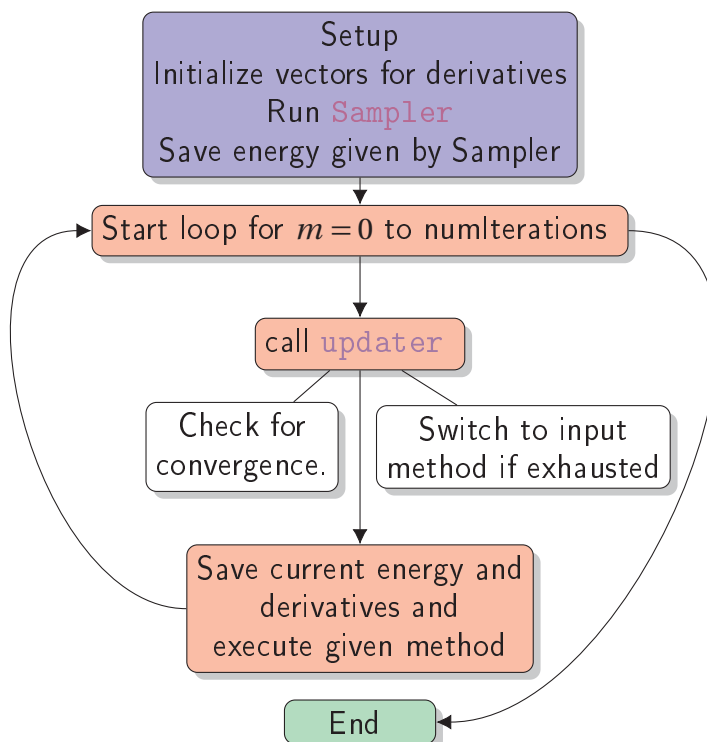 Setup
Initialize vectors for derivatives
Run Sampler
Save energy given by Sampler
Start loop for m = 0 to numIterations
call updater
Check for
convergence.
Switch to input
method if exhausted
Save current energy and
derivatives and
execute given method
End